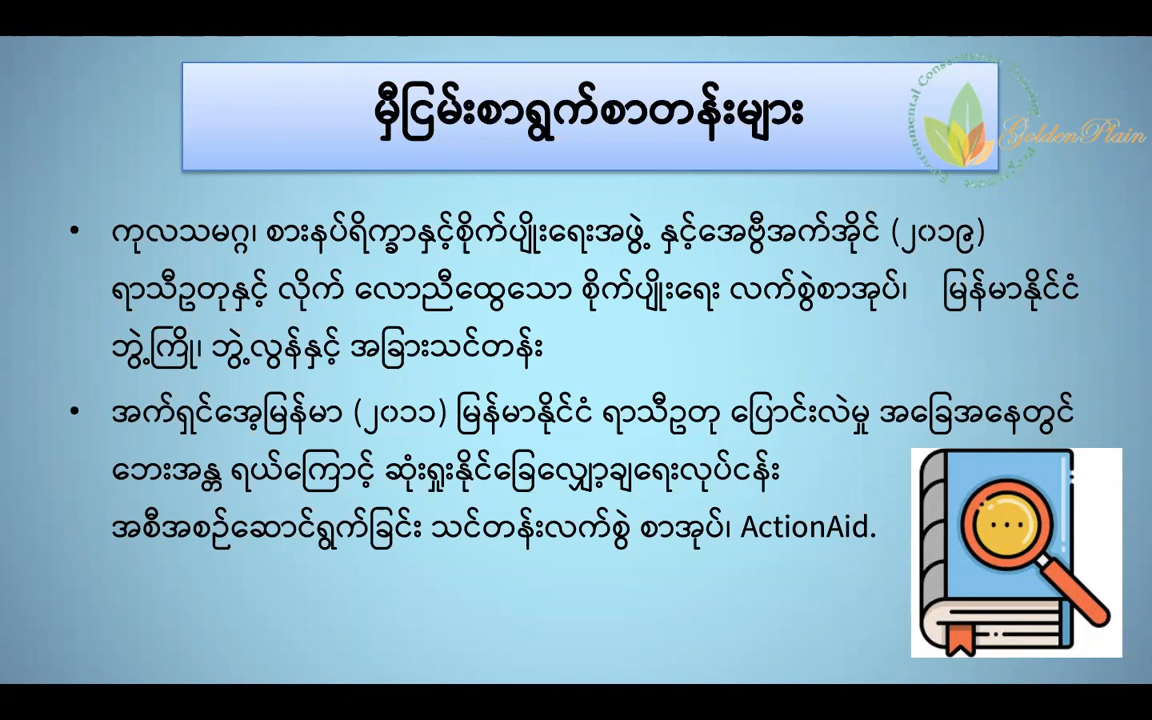 မှီငြမ်းစာရွက်စာတန်းများ
Golden Plain
• ကုလသမဂ္ဂ၊ စားနပ်ရိက္ခာနှင့်စိုက်ပျိုးရေးအဖွဲ့ နှင့်အေဗွီအက်အိုင် (၂၀၁၉)
ရာသီဥတုနှင့် လိုက် လောညီထွေသော စိုက်ပျိုးရေး လက်စွဲစာအုပ်၊ မြန်မာနိုင်ငံ
ဘွဲ့ကြို၊ ဘွဲ့လွန်နှင့် အခြားသင်တန်း
• အက်ရှင်အေ့မြန်မာ (၂၀၁၁) မြန်မာနိုင်ငံ ရာသီဥတု ပြောင်းလဲမှု အခြေအနေတွင်
ဘေးအန္တ ရယ်ကြောင့် ဆုံးရှုးနိုင်ခြေလျှော့ချရေးလုပ်ငန်း
အစီအစဉ်ဆောင်ရွက်ခြင်း သင်တန်းလက်စွဲ စာအုပ်၊ ActionAid.